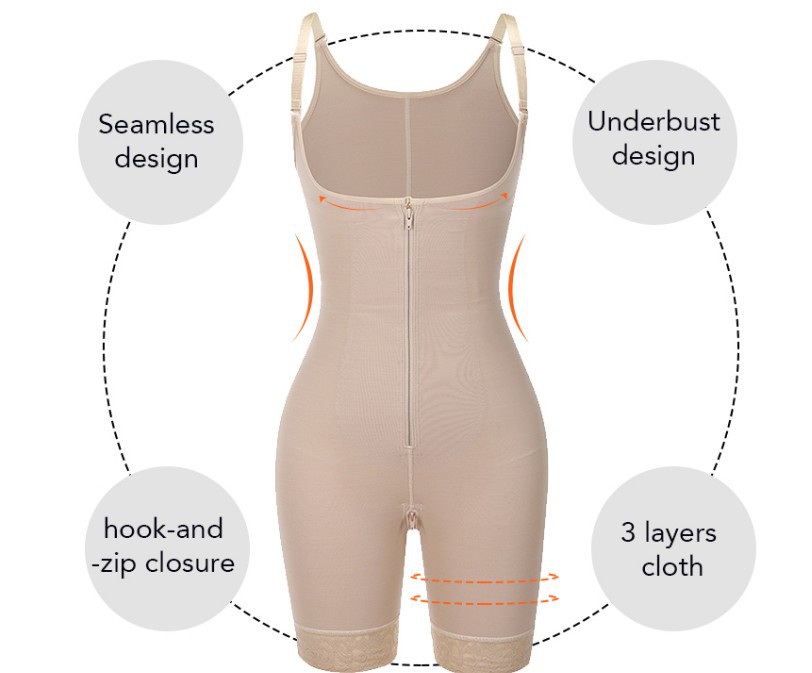 Seamless
design
Underbust
design
hook-and
-zip closure
3 layers
cloth